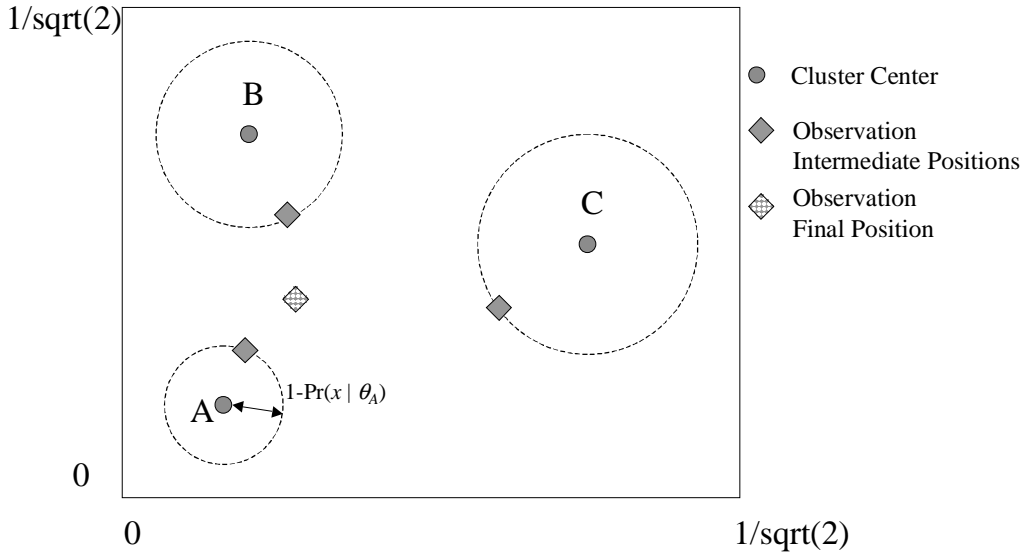 1/sqrt(2)
B
C
A
1-Pr(x | θA)
0
0
1/sqrt(2)
Cluster Center
Observation
Intermediate Positions
Observation
Final Position